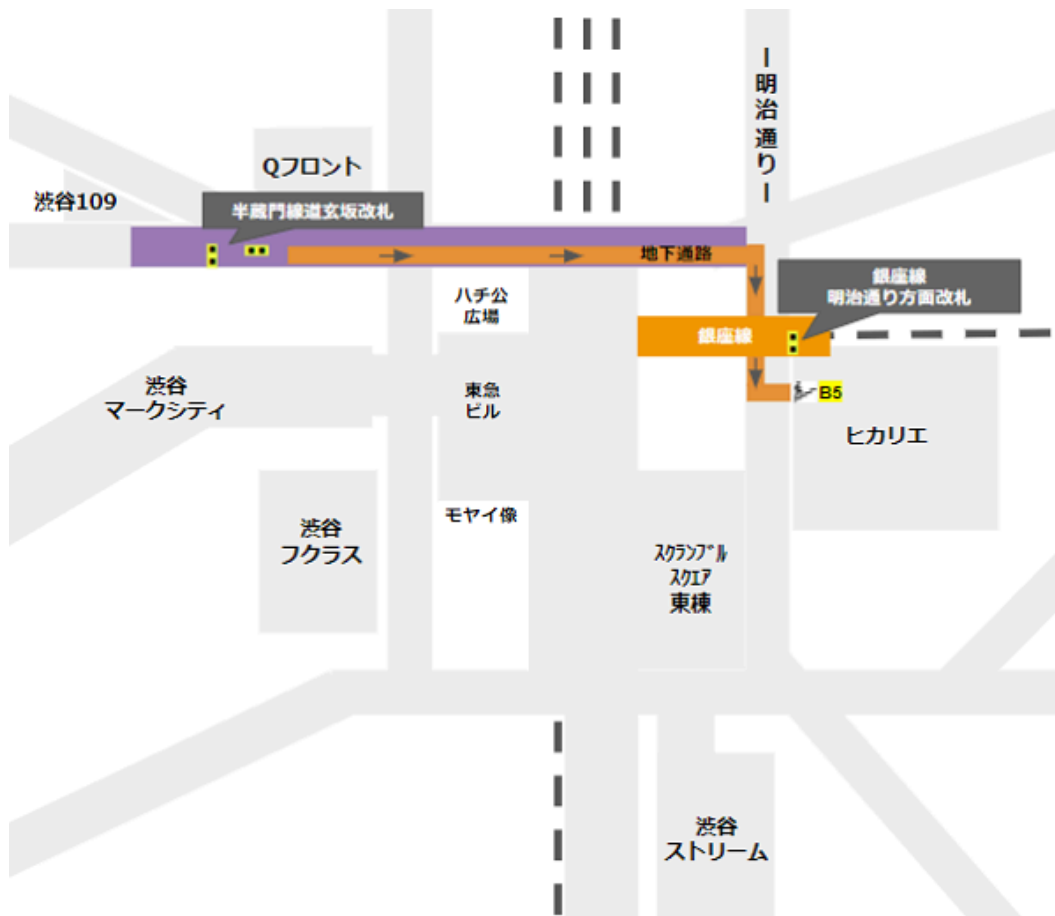 ー明治通りー
Qフロント
渋谷109
半蔵門線道玄坂改札
地下通路
銀座線
明治通り方面改札
ハチ公
広場
銀座線
渋谷
マークシティ
東急
ビル
B5
ヒカリエ
モヤイ像
渋谷
フクラス
ｽｸﾗﾝﾌﾞﾙ
ｽｸｴｱ
東棟
渋谷
ストリーム